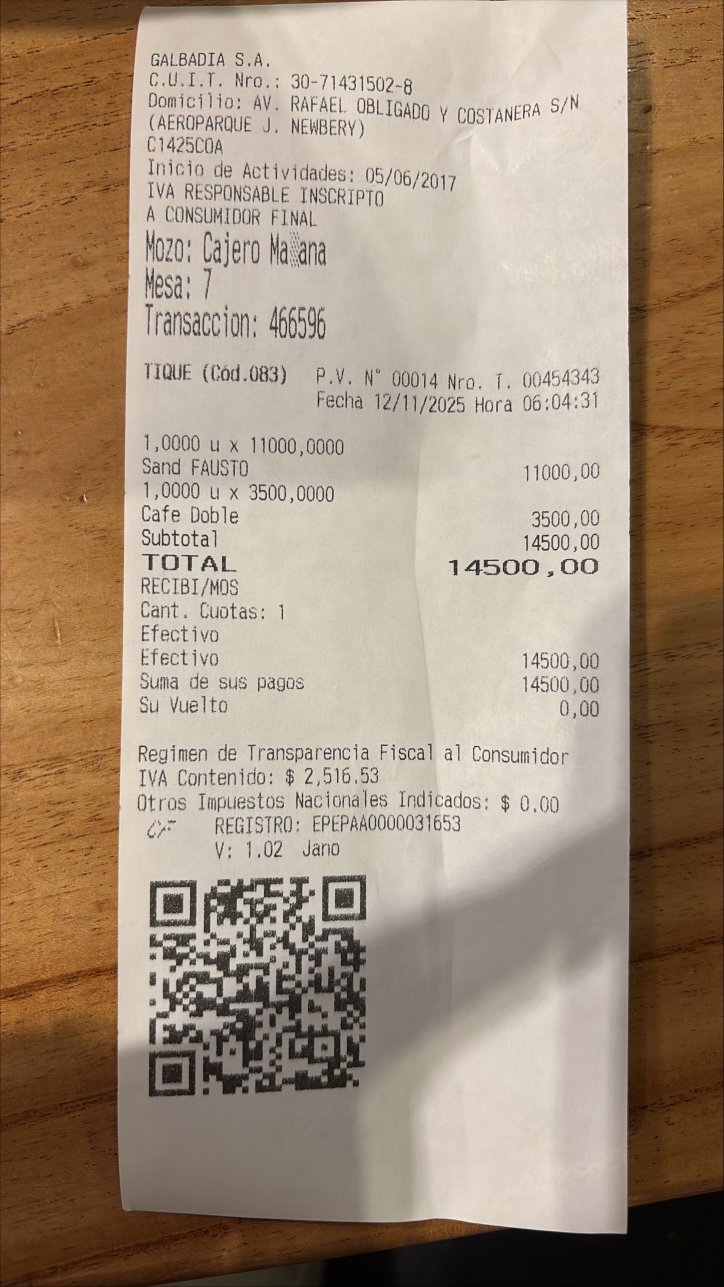 GALBADIA S.A.
C.U.I.T. Nro.: 30-71431502-8
Domicilio: AV. RAFAEL OBLIGADO Y COSTANERA S/N
(AEROPARQUE J. NEWBERY)
C1425COA
Inicio de Actividades: 05/06/2017
IVA RESPONSABLE INSCRIPTO
A CONSUMIDOR FINAL
Mozo: Cajero
Mesa: 7
Transaccion: 466596
TIQUE (Cód.083) P.V. N° 00014 Nro. T. 00454343
Fecha 12/11/2025 Hora 06:04:31
1,0000 u x 11000,0000
Sand FAUSTO 11000,00
1,0000 u x 3500,0000
Cafe Doble 3500,00
Subtotal 14500,00
TOTAL 14500,00
RECIBI/MOS
Cant. Cuotas: 1
Efectivo
Efectivo 14500,00
Suma de sus pagos 14500,00
Su Vuelto 0,00
Regimen de Transparencia Fiscal al Consumidor
IVA Contenido: $ 2,516.53
Otros Impuestos Nacionales Indicados: $ 0.00
REGISTRO: EPEPAA0000031653
V: 1.02 Jano